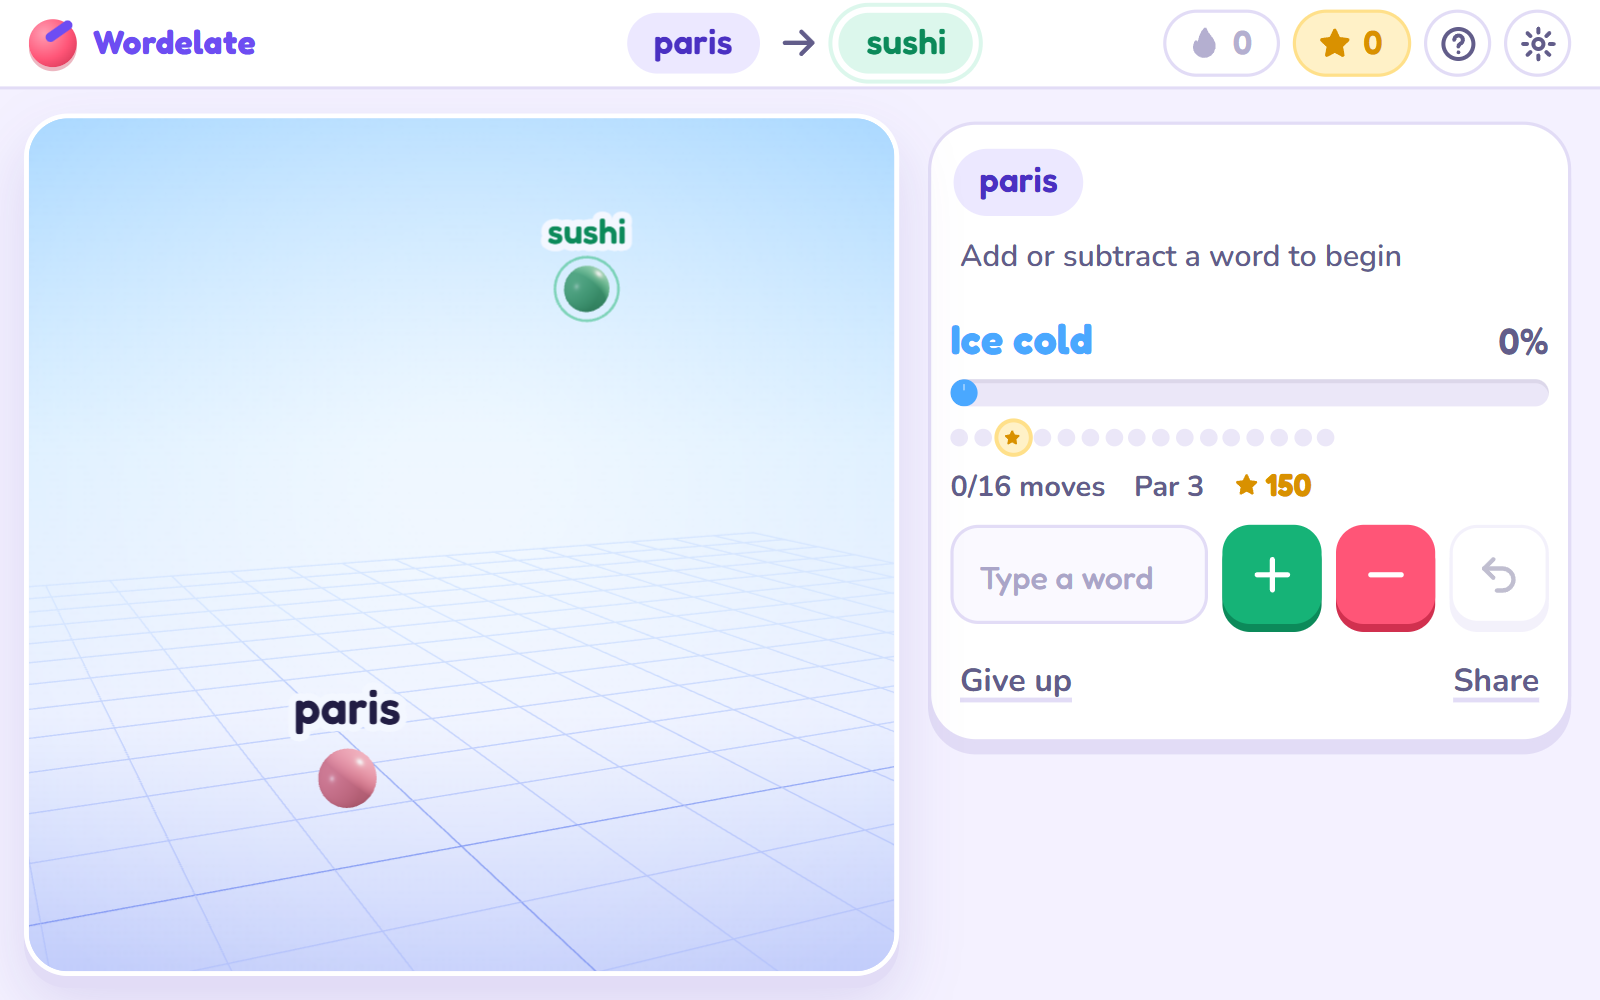 Wordelate
paris → sushi
0
0
sushi
paris
paris
Add or subtract a word to begin
Ice cold
0%
0/16 moves
Par 3
150
Type a word
Give up
Share